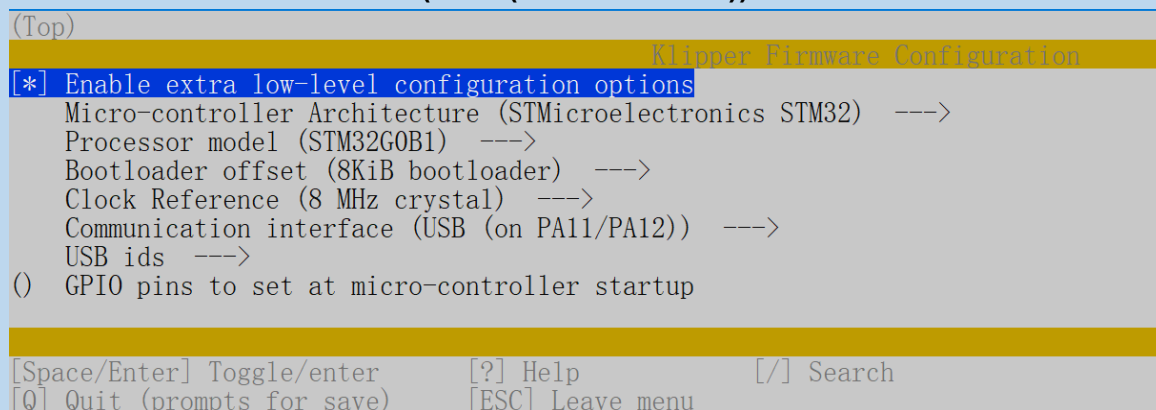 (Top)
Klipper Firmware Configuration
[*] Enable extra low-level configuration options
Micro-controller Architecture (STMicroelectronics STM32) --->
Processor model (STM32G0B1) --->
Bootloader offset (8KiB bootloader) --->
Clock Reference (8 MHz crystal) --->
Communication interface (USB (on PA11/PA12)) --->
USB ids --->
() GPIO pins to set at micro-controller startup
[Space/Enter] Toggle/enter [?] Help [/] Search
[Q] Quit (prompts for save) [ESC] Leave menu